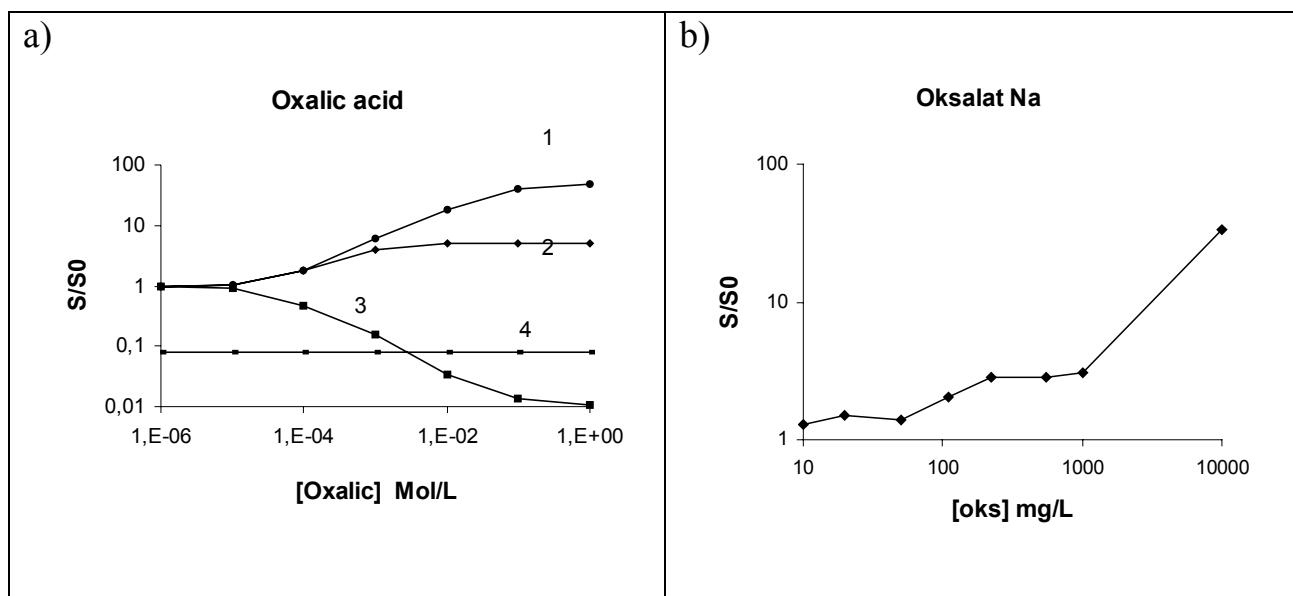 a)
Oxalic acid
1
100
10
2
S/S0
1
3
4
0,1
0,01
1,E-06 1,E-04 1,E-02 1,E+00
[Oxalic] Mol/L
b)
Oksalat Na
100
S/S0
10
1
10 100 1000 10000
[oks] mg/L